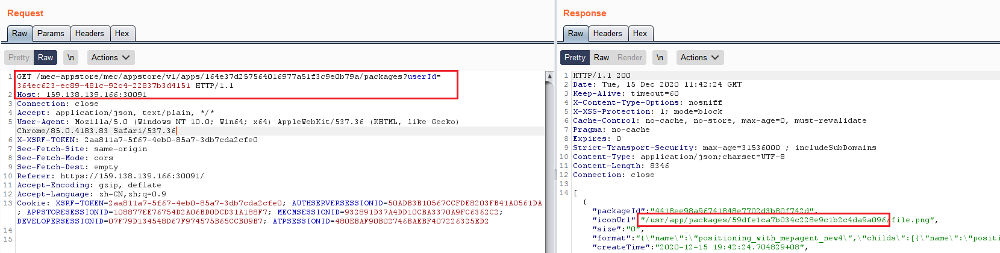 Request
Raw Params Headers Hex
Pretty Raw \n Actions
1 GET /mec-appstore/mec/appstore/v1/apps/164e37d257564016977a51f3c9e0b79a/packages?userId=
364ec623-ec89-481c-92c4-22837b3d4151 HTTP/1.1
2 Host: 159.138.139.166:30091
3 Connection: close
4 Accept: application/json, text/plain, */*
5 User-Agent: Mozilla/5.0 (Windows NT 10.0; Win64; x64) AppleWebKit/537.36 (KHTML, like Gecko)
Chrome/85.0.4183.83 Safari/537.36
6 X-XSRF-TOKEN: 2aa811a7-5f67-4eb0-85a7-3db7cda2cfe0
7 Sec-Fetch-Site: same-origin
8 Sec-Fetch-Mode: cors
9 Sec-Fetch-Dest: empty
10 Referer: https://159.138.139.166:30091/
11 Accept-Encoding: gzip, deflate
12 Accept-Language: zh-CN,zh;q=0.9
13 Cookie: XSRF-TOKEN=2aa811a7-5f67-4eb0-85a7-3db7cda2cfe0; AUTHSERVERSESSIONID=50ADB3B10567CCFDE8203FB41A0561DA
; APPSTORESESSIONID=108877EE76754D2A06BD0DCD31A188F7; MECMSESSIONID=932891D37A4DD10CBA3370A9FC6362C2;
DEVELOPERSESSIONID=07F79D134548D67F974575B65CCB09B7; ATPSESSIONID=480EBAF90B02746BAEBF407226325ED2
14
15
Response
Raw Headers Hex
Pretty Raw Render \n Actions
1 HTTP/1.1 200
2 Date: Tue, 15 Dec 2020 11:42:24 GMT
3 Keep-Alive: timeout=60
4 X-Content-Type-Options: nosniff
5 X-XSS-Protection: 1; mode=block
6 Cache-Control: no-cache, no-store, max-age=0, must-revalidate
7 Pragma: no-cache
8 Expires: 0
9 Strict-Transport-Security: max-age=31536000 ; includeSubDomains
10 Content-Type: application/json;charset=UTF-8
11 Content-Length: 8346
12 Connection: close
13
14 [
{
"packageId":"4418ee98a96741848e7702d3b80f742d",
"iconUrl":"/usr/app/packages/59dfe1ca7b034c228e9c1b2c4da9a096/file.png",
"size":"0",
"format":"{\"name\":\"positioning_with_mepagent_new4\",\"childs\":[{\"name\":\"positi
"createTime":"2020-12-15 19:42:24.704829+08",